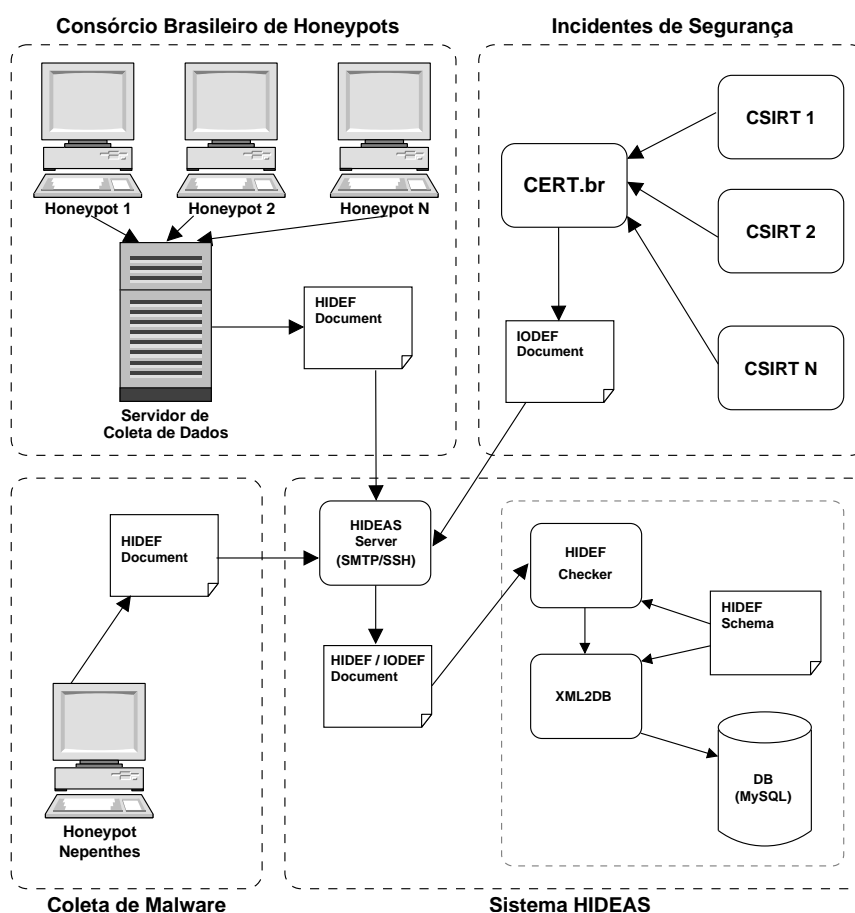 Consórcio Brasileiro de Honeypots
Honeypot 1
Honeypot 2
Honeypot N
HIDEF
Document
Servidor de
Coleta de Dados
Incidentes de Segurança
CSIRT 1
CERT.br
CSIRT 2
IODEF
Document
CSIRT N
HIDEF
Document
Honeypot
Nepenthes
Coleta de Malware
HIDEAS
Server
(SMTP/SSH)
HIDEF / IODEF
Document
HIDEF
Checker
HIDEF
Schema
XML2DB
DB
(MySQL)
Sistema HIDEAS